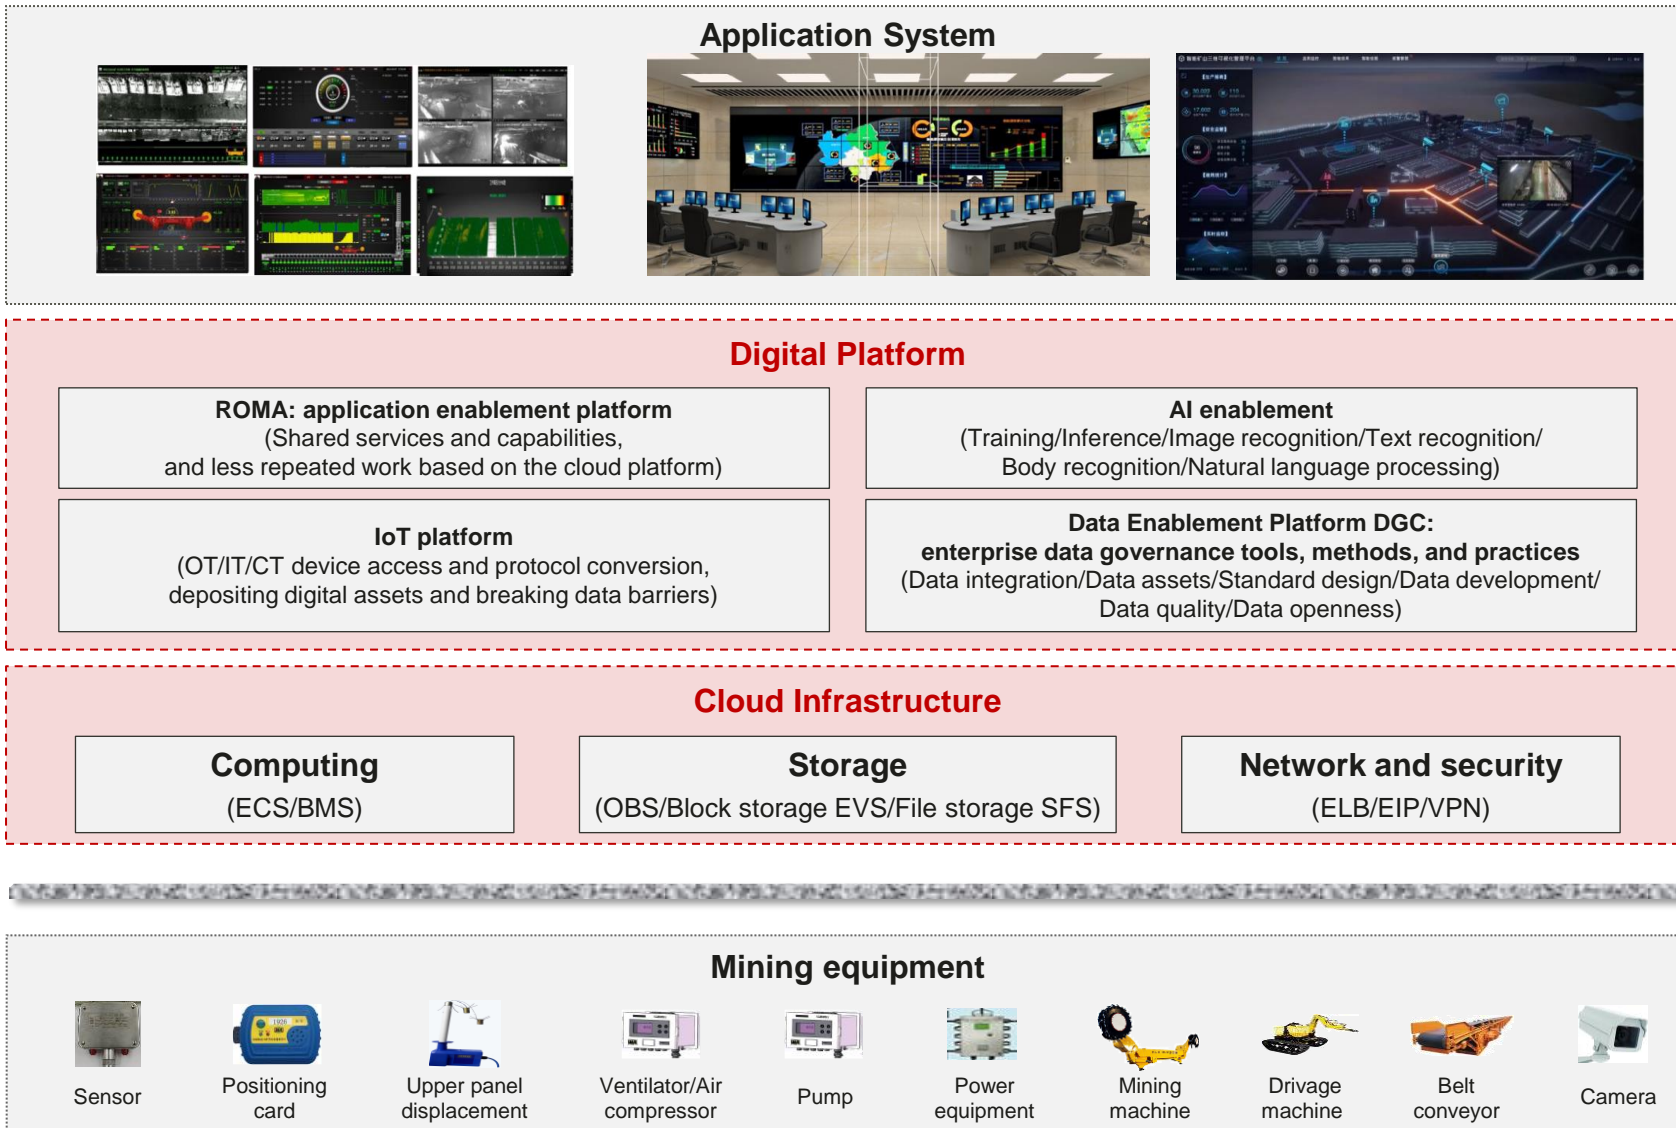 Application System
Digital Platform
ROMA: application enablement platform
(Shared services and capabilities,
and less repeated work based on the cloud platform)
AI enablement
(Training/Inference/Image recognition/Text recognition/
Body recognition/Natural language processing)
IoT platform
(OT/IT/CT device access and protocol conversion,
depositing digital assets and breaking data barriers)
Data Enablement Platform DGC:
enterprise data governance tools, methods, and practices
(Data integration/Data assets/Standard design/Data development/
Data quality/Data openness)
Cloud Infrastructure
Computing
(ECS/BMS)
Storage
(OBS/Block storage EVS/File storage SFS)
Network and security
(ELB/EIP/VPN)
Mining equipment
1926
Sensor
Positioning
card
Upper panel
displacement
Ventilator/Air
compressor
Pump
Power
equipment
Mining
machine
Drivage
machine
Belt
conveyor
Camera